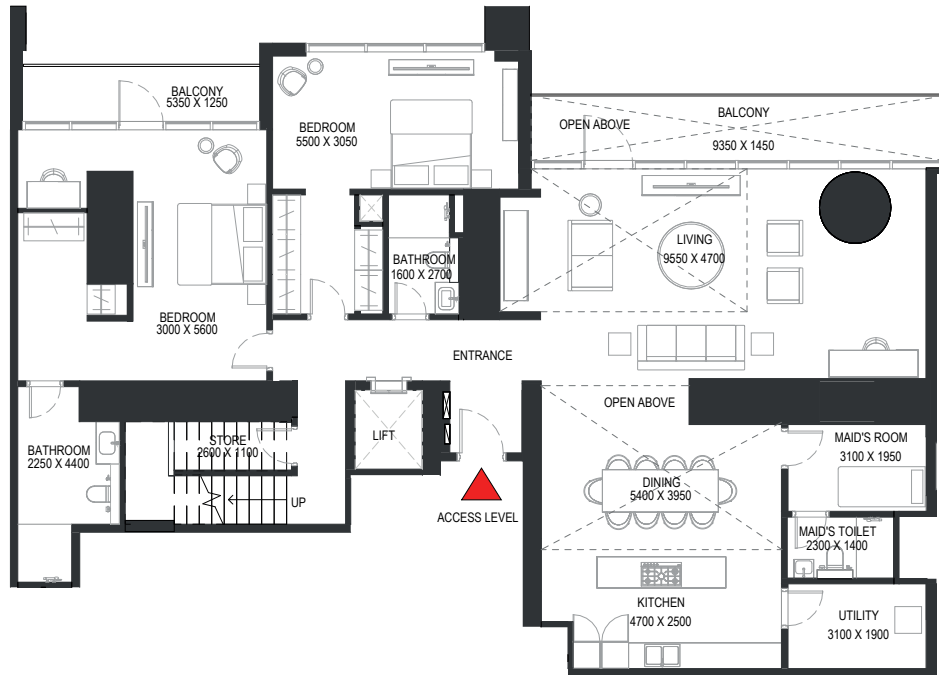 BALCONY
5350 X 1250
BEDROOM
5500 X 3050
OPEN ABOVE
BALCONY
9350 X 1450
BATHROOM
1600 X 2700
LIVING
9550 X 4700
BEDROOM
3000 X 5600
ENTRANCE
OPEN ABOVE
LIFT
STORE
2600 X 1100
BATHROOM
2250 X 4400
UP
ACCESS LEVEL
DINING
5400 X 3950
MAID'S ROOM
3100 X 1950
MAID'S TOILET
2300 X 1400
KITCHEN
4700 X 2500
UTILITY
3100 X 1900